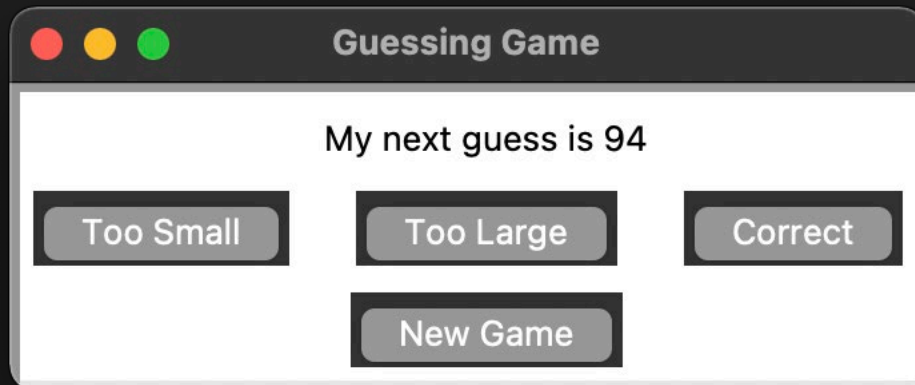 Guessing Game
My next guess is 94
Too Small Too Large Correct
New Game